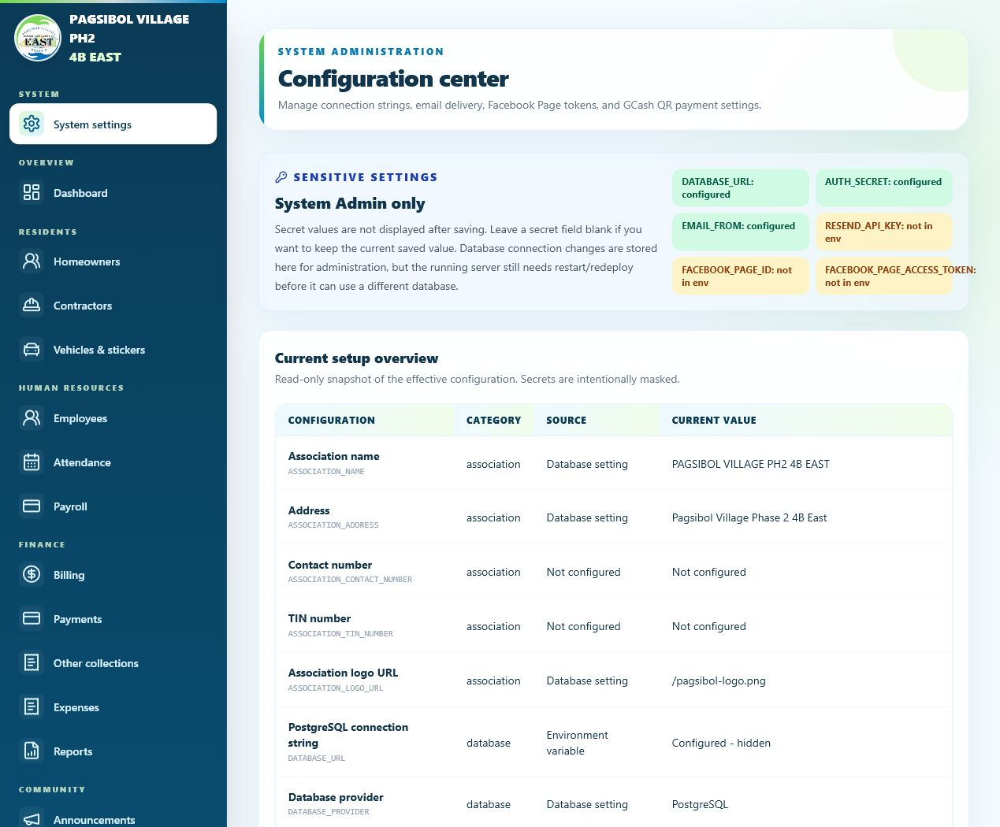 EAST
PAGSIBOL VILLAGE
PH2
4B EAST
SYSTEM
System settings
OVERVIEW
Dashboard
RESIDENTS
Homeowners
Contractors
Vehicles & stickers
HUMAN RESOURCES
Employees
Attendance
Payroll
FINANCE
Billing
Payments
Other collections
Expenses
Reports
COMMUNITY
Announcements
SYSTEM ADMINISTRATION
Configuration center
Manage connection strings, email delivery, Facebook Page tokens, and GCash QR payment settings.
SENSITIVE SETTINGS
System Admin only
Secret values are not displayed after saving. Leave a secret field blank if you
want to keep the current saved value. Database connection changes are stored
here for administration, but the running server still needs restart/redeploy
before it can use a different database.
DATABASE_URL:
configured
AUTH_SECRET: configured
EMAIL_FROM: configured
RESEND_API_KEY: not in
env
FACEBOOK_PAGE_ID: not
in env
FACEBOOK_PAGE_ACCESS_TOKEN:
not in env
Current setup overview
Read-only snapshot of the effective configuration. Secrets are intentionally masked.
CONFIGURATION CATEGORY SOURCE CURRENT VALUE
Association name
ASSOCIATION_NAME
association Database setting PAGSIBOL VILLAGE PH2 4B EAST
Address
ASSOCIATION_ADDRESS
association Database setting Pagsibol Village Phase 2 4B East
Contact number
ASSOCIATION_CONTACT_NUMBER
association Not configured Not configured
TIN number
ASSOCIATION_TIN_NUMBER
association Not configured Not configured
Association logo URL
ASSOCIATION_LOGO_URL
association Database setting /pagsibol-logo.png
PostgreSQL connection
string
DATABASE_URL
database
Environment
variable
Configured - hidden
Database provider
DATABASE_PROVIDER
database Database setting PostgreSQL